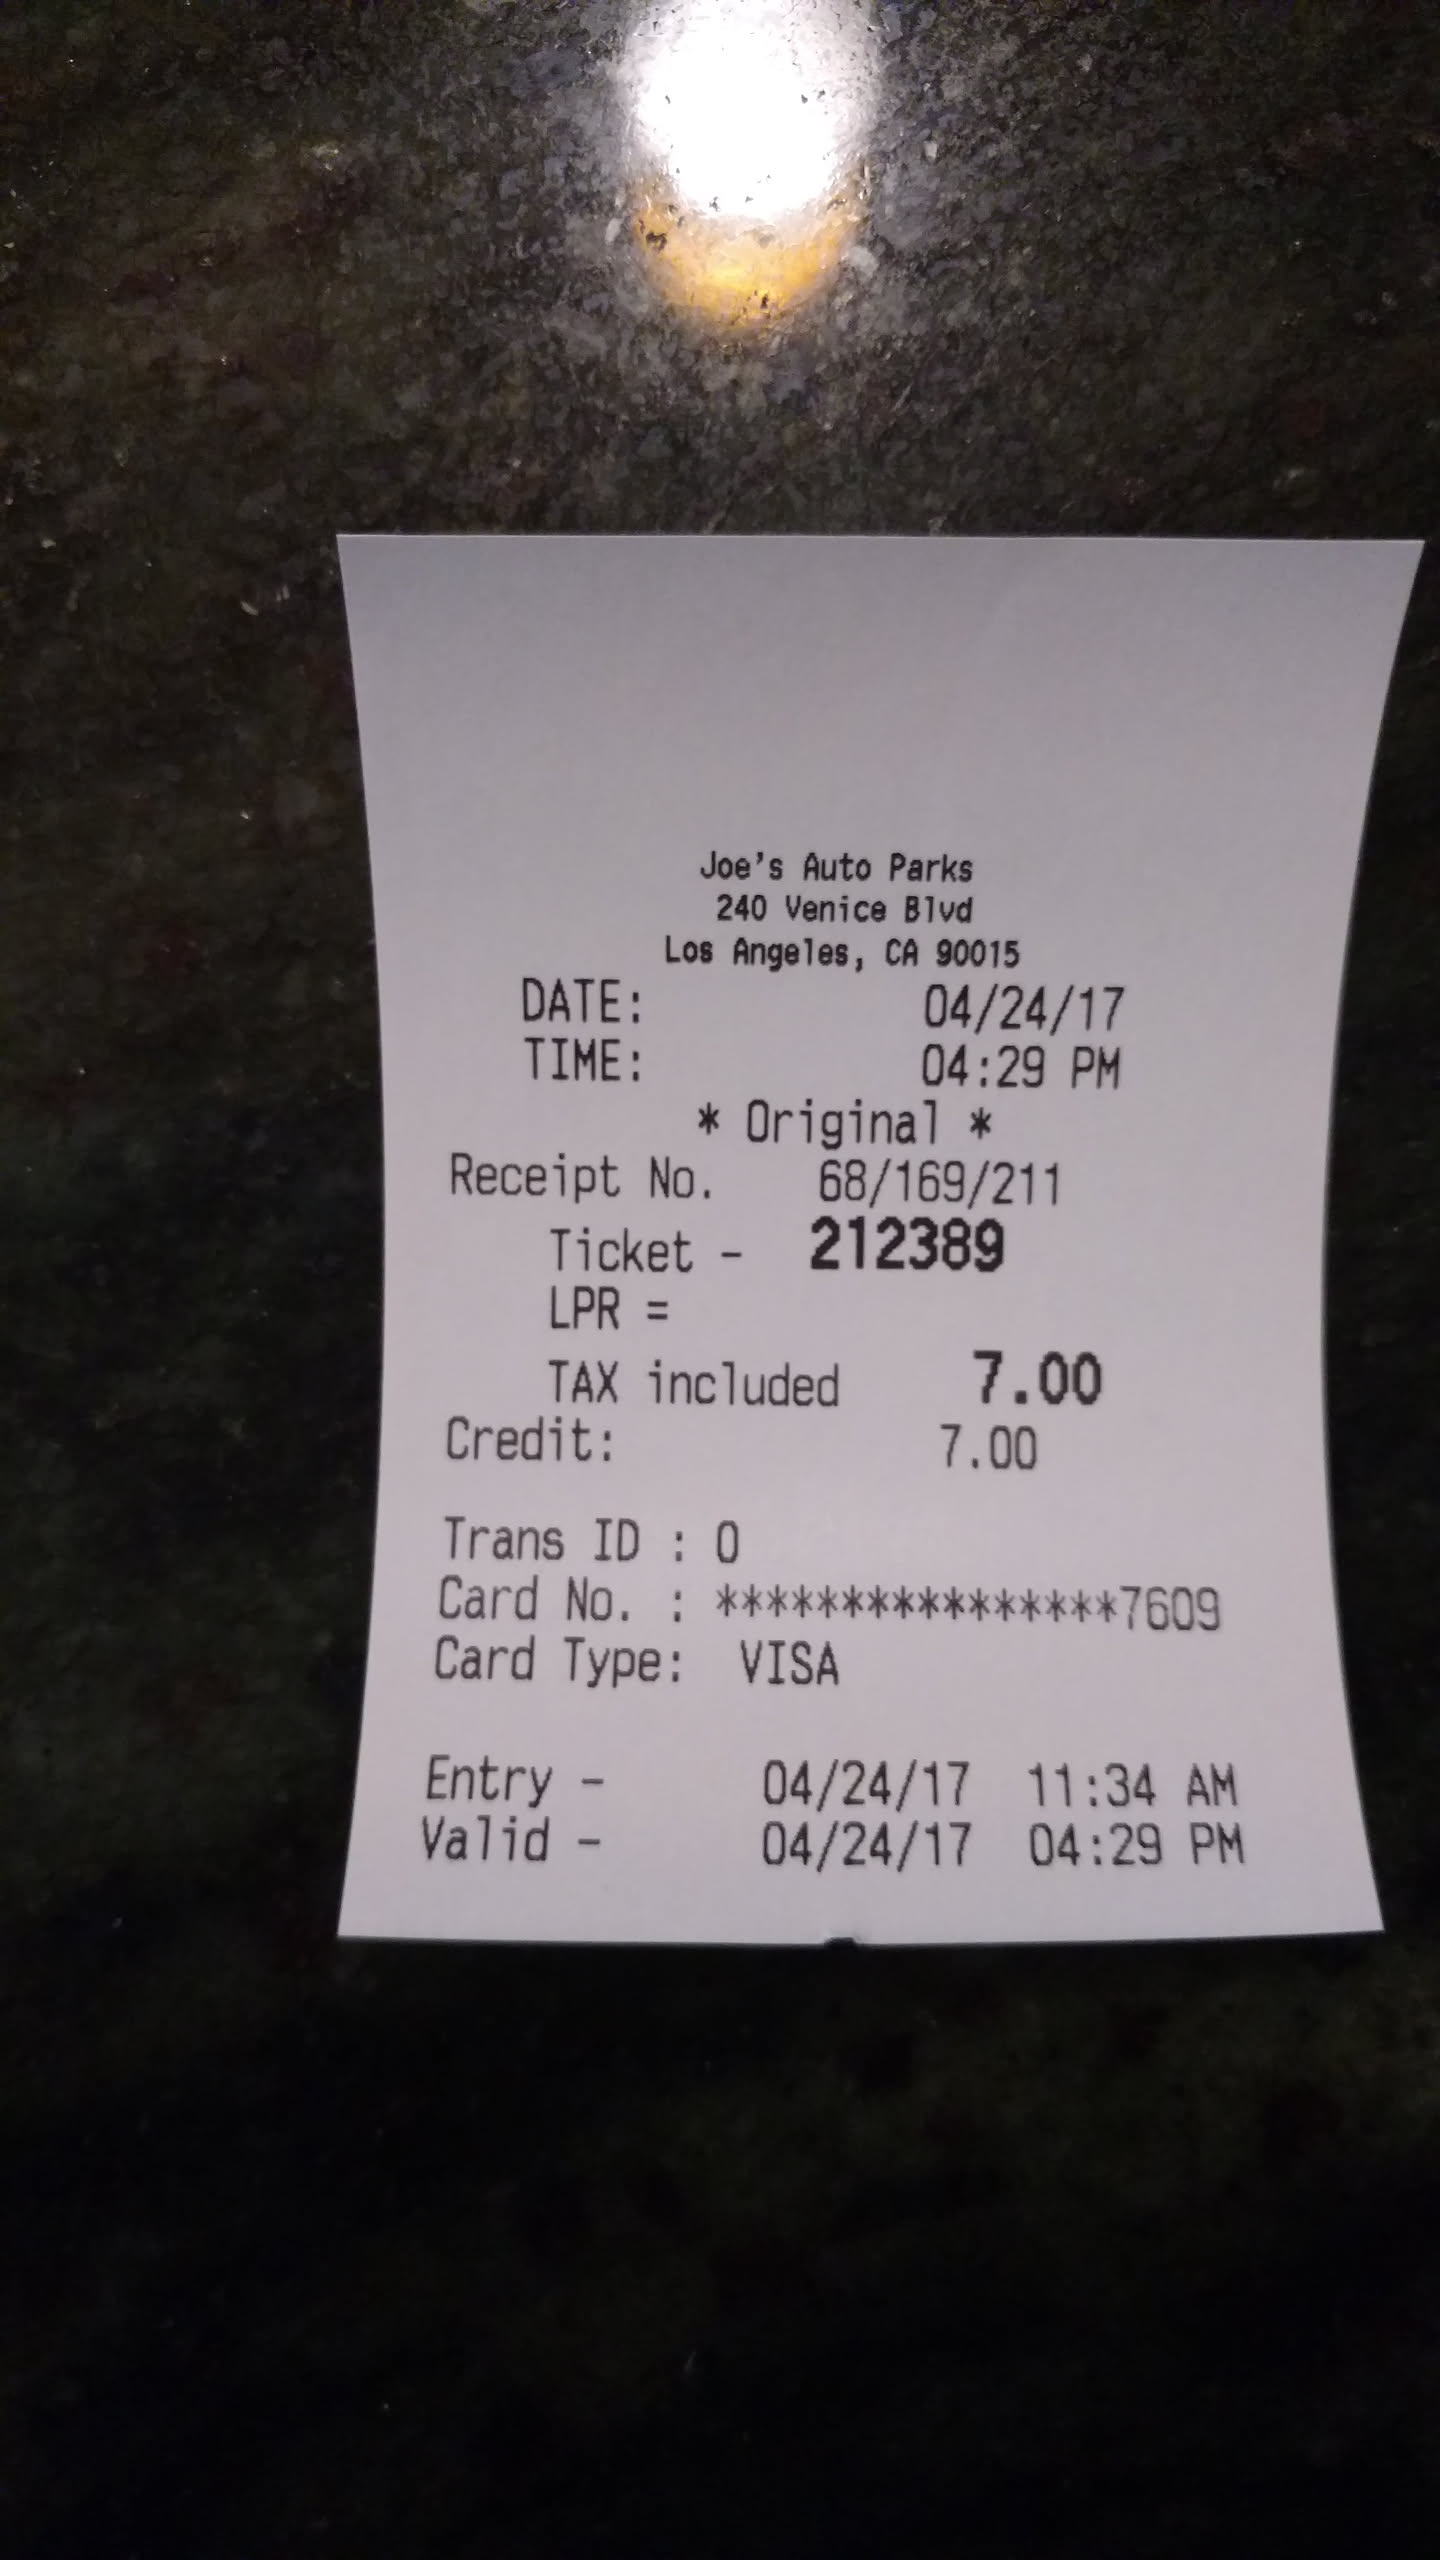 Joe's Auto Parks
240 Venice Blvd
Los Angeles, CA 90015
DATE: 04/24/17
TIME: 04:29 PM
* Original *
Receipt No. 68/169/211
Ticket - 212389
LPR =
TAX included 7.00
Credit: 7.00
Trans ID : 0
Card No. : ****************7609
Card Type: VISA
Entry - 04/24/17 11:34 AM
Valid - 04/24/17 04:29 PM